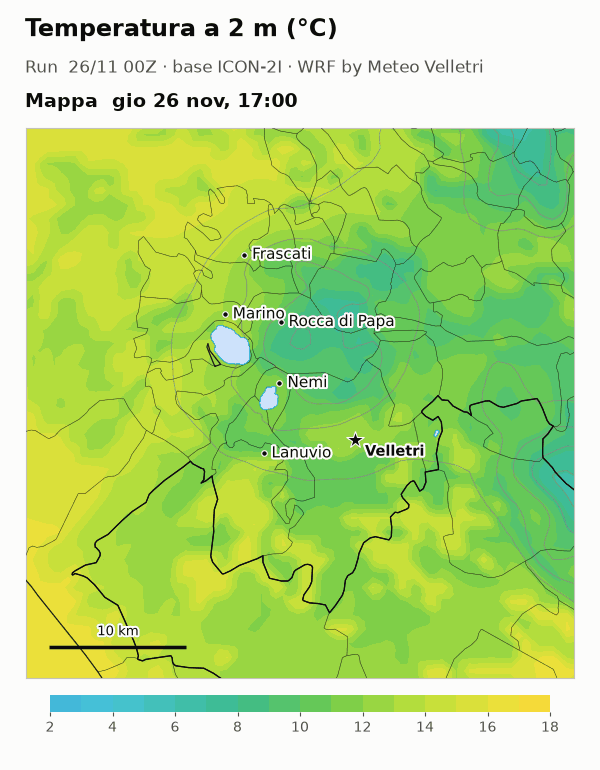 Temperatura a 2 m (°C)
Run  26/11 00Z · base ICON-2I · WRF by Meteo Velletri
Mappa  gio 26 nov, 17:00
Frascati
Marino
Rocca di Papa
Nemi
Lanuvio
Velletri
10 km
2 4 6 8 10 12 14 16 18